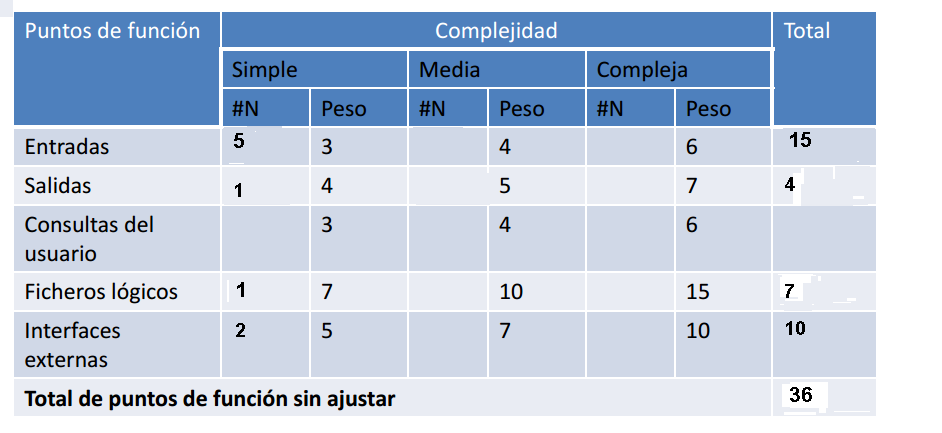 Puntos de función Complejidad Total
Simple Media Compleja
#N Peso #N Peso #N Peso
Entradas 5 3 4 6 15
Salidas 1 4 5 7 4
Consultas del 3 4 6
usuario
Ficheros lógicos 1 7 10 15 7
Interfaces 2 5 7 10 10
externas
Total de puntos de función sin ajustar 36